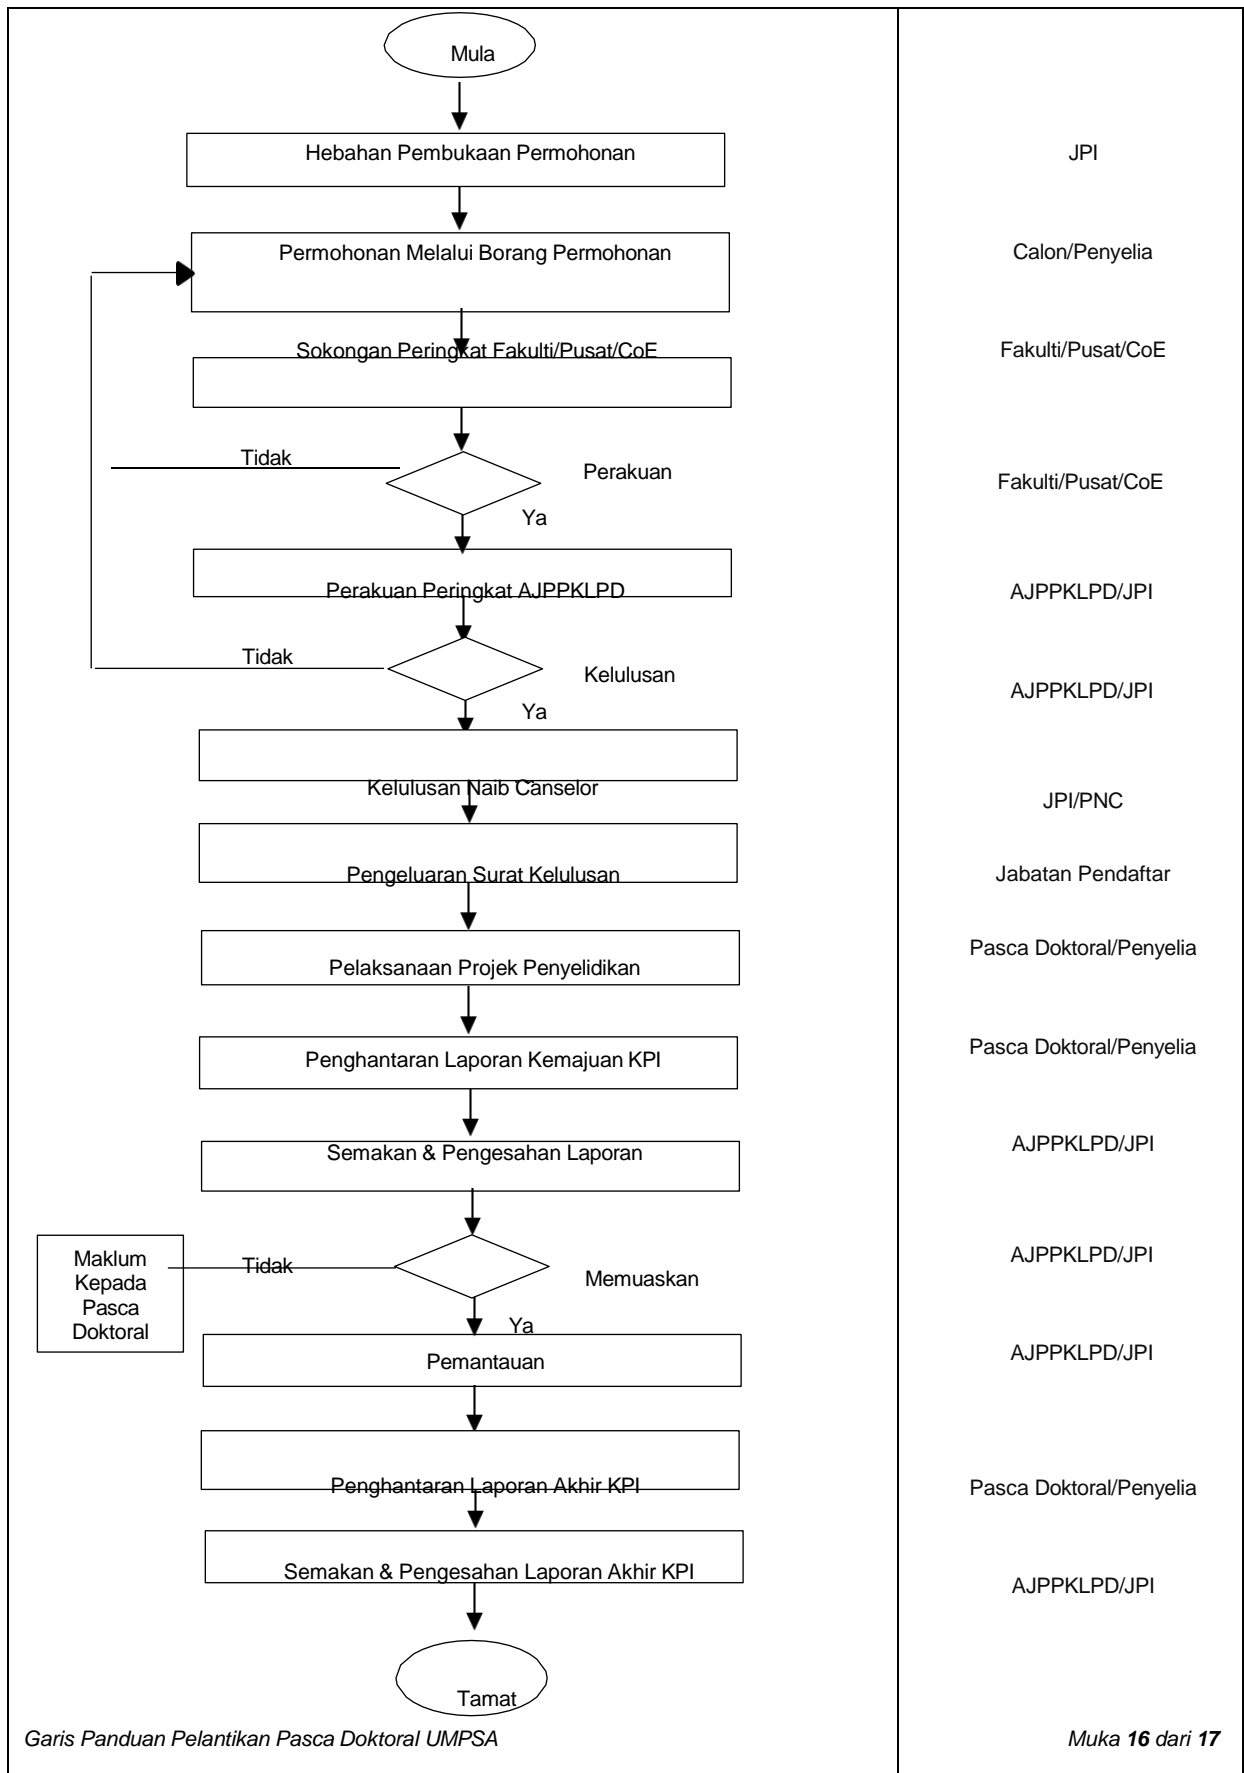 Mula
Hebahan Pembukaan Permohonan
JPI
Permohonan Melalui Borang Permohonan
Calon/Penyelia
Sokongan Peringkat Fakulti/Pusat/CoE
Fakulti/Pusat/CoE
Tidak
Perakuan
Fakulti/Pusat/CoE
Ya
Perakuan Peringkat AJPPKLPD
AJPPKLPD/JPI
Tidak
Kelulusan
AJPPKLPD/JPI
Ya
Kelulusan Naib Canselor
JPI/PNC
Pengeluaran Surat Kelulusan
Jabatan Pendaftar
Pelaksanaan Projek Penyelidikan
Pasca Doktoral/Penyelia
Penghantaran Laporan Kemajuan KPI
Pasca Doktoral/Penyelia
Semakan & Pengesahan Laporan
AJPPKLPD/JPI
Maklum
Kepada
Pasca
Doktoral
Tidak
Memuaskan
AJPPKLPD/JPI
Ya
Pemantauan
AJPPKLPD/JPI
Penghantaran Laporan Akhir KPI
Pasca Doktoral/Penyelia
Semakan & Pengesahan Laporan Akhir KPI
AJPPKLPD/JPI
Tamat
Garis Panduan Pelantikan Pasca Doktoral UMPSA
Muka 16 dari 17